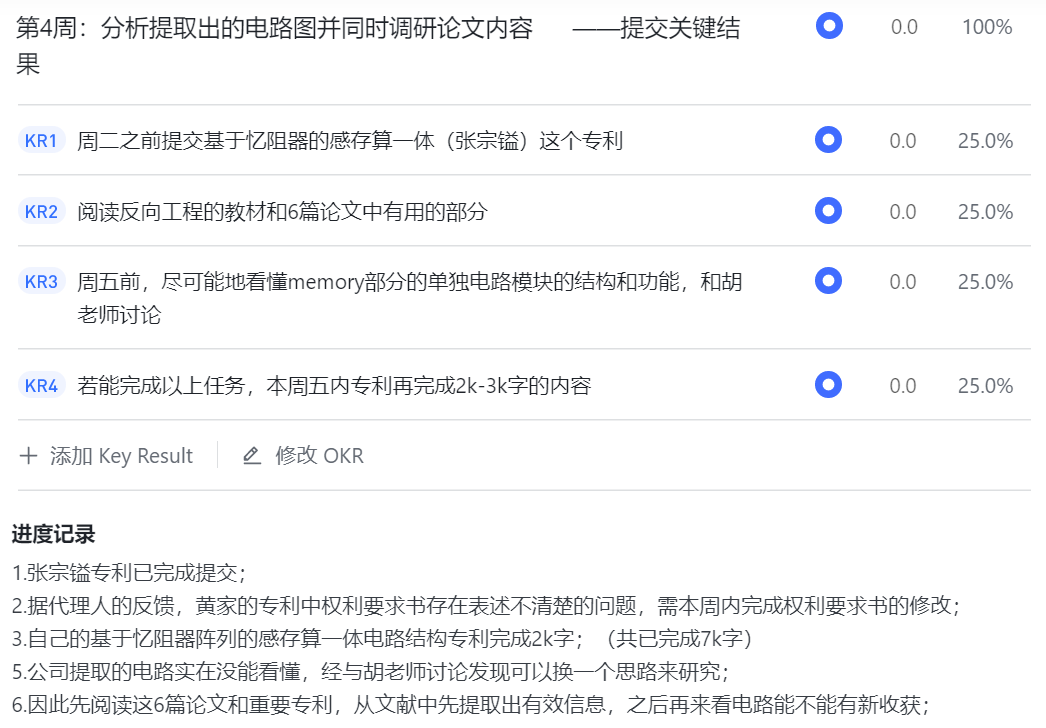 第4周：分析提取出的电路图并同时调研论文内容 ——提交关键结 0.0 100%
果
KR1 周二之前提交基于忆阻器的感存算一体（张宗镒）这个专利 0.0 25.0%
KR2 阅读反向工程的教材和6篇论文中有用的部分 0.0 25.0%
KR3 周五前，尽可能地看懂memory部分的单独电路模块的结构和功能，和胡 0.0 25.0%
老师讨论
KR4 若能完成以上任务，本周五内专利再完成2k-3k字的内容 0.0 25.0%
添加 Key Result 修改 OKR
进度记录
1.张宗镒专利已完成提交；
2.据代理人的反馈，黄家的专利中权利要求书存在表述不清楚的问题，需本周内完成权利要求书的修改；
3.自己的基于忆阻器阵列的感存算一体电路结构专利完成2k字；（共已完成7k字）
5.公司提取的电路实在没能看懂，经与胡老师讨论发现可以换一个思路来研究；
6.因此先阅读这6篇论文和重要专利，从文献中先提取出有效信息，之后再来看电路能不能有新收获；